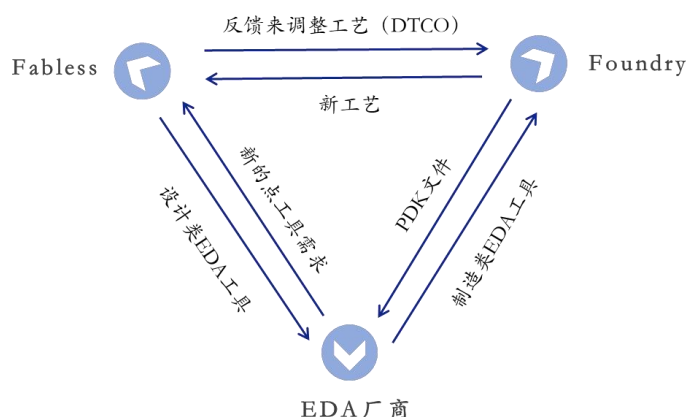 反馈来调整工艺（DTCO）
Fabless
Foundry
新工艺
新的点工具需求
设计类EDA工具
PDK文件
制造类EDA工具
EDA厂商